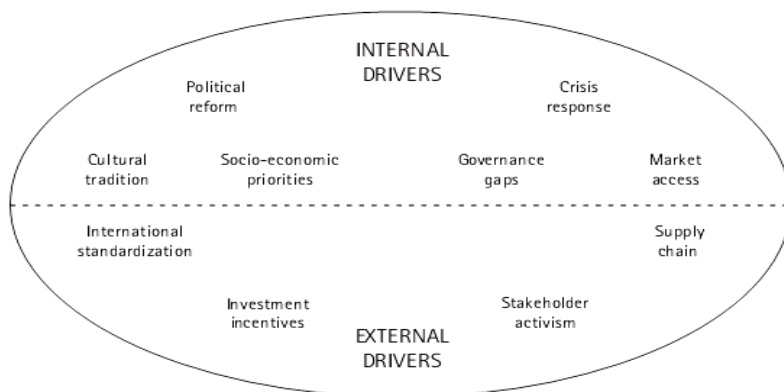 INTERNAL
DRIVERS
Political
reform
Crisis
response
Cultural
tradition
Socio-economic
priorities
Governance
gaps
Market
access
International
standardization
Supply
chain
Investment
incentives
Stakeholder
activism
EXTERNAL
DRIVERS